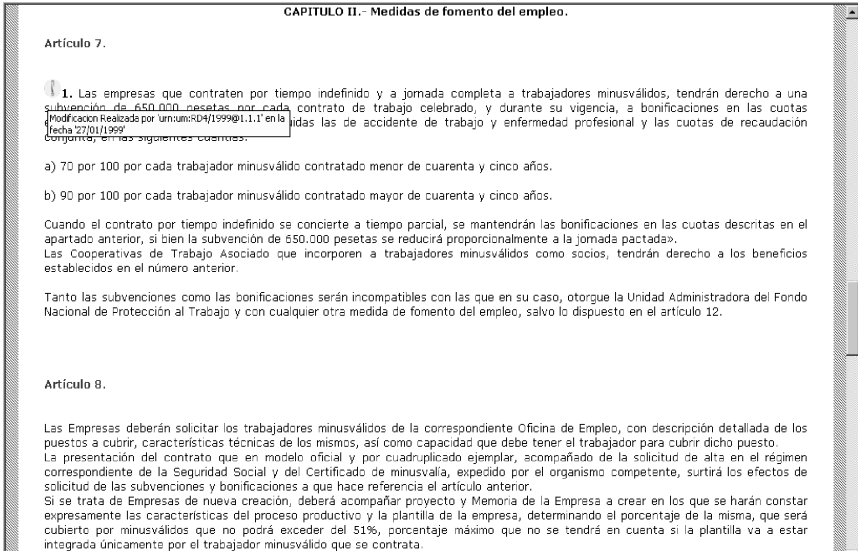 CAPITULO II.- Medidas de fomento del empleo.
Artículo 7.
1. Las empresas que contraten por tiempo indefinido y a jornada completa a trabajadores minusválidos, tendrán derecho a una
subvención de 650.000 pesetas por cada contrato de trabajo celebrado, y durante su vigencia, a bonificaciones en las cuotas
Modificacion Realizada por 'urn:um:RD4/1999@1.1.1' en la
fecha '27/01/1999'
las de accidente de trabajo y enfermedad profesional y las cuotas de recaudación
conjunta, en las siguientes cuantías:
a) 70 por 100 por cada trabajador minusválido contratado menor de cuarenta y cinco años.
b) 90 por 100 por cada trabajador minusválido contratado mayor de cuarenta y cinco años.
Cuando el contrato por tiempo indefinido se concierte a tiempo parcial, se mantendrán las bonificaciones en las cuotas descritas en el
apartado anterior, si bien la subvención de 650.000 pesetas se reducirá proporcionalmente a la jornada pactada».
Las Cooperativas de Trabajo Asociado que incorporen a trabajadores minusválidos como socios, tendrán derecho a los beneficios
establecidos en el número anterior.
Tanto las subvenciones como las bonificaciones serán incompatibles con las que en su caso, otorgue la Unidad Administradora del Fondo
Nacional de Protección al Trabajo y con cualquier otra medida de fomento del empleo, salvo lo dispuesto en el artículo 12.
Artículo 8.
Las Empresas deberán solicitar los trabajadores minusválidos de la correspondiente Oficina de Empleo, con descripción detallada de los
puestos a cubrir, características técnicas de los mismos, así como capacidad que debe tener el trabajador para cubrir dicho puesto.
La presentación del contrato que en modelo oficial y por cuadruplicado ejemplar, acompañado de la solicitud de alta en el régimen
correspondiente de la Seguridad Social y del Certificado de minusvalía, expedido por el organismo competente, surtirá los efectos de
solicitud de las subvenciones y bonificaciones a que hace referencia el artículo anterior.
Si se trata de Empresas de nueva creación, deberá acompañar proyecto y Memoria de la Empresa a crear en los que se harán constar
expresamente las características del proceso productivo y la plantilla de la empresa, determinando el porcentaje de la misma, que será
cubierto por minusválidos que no podrá exceder del 51%, porcentaje máximo que no se tendrá en cuenta si la plantilla va a estar
integrada únicamente por el trabajador minusválido que se contrata.